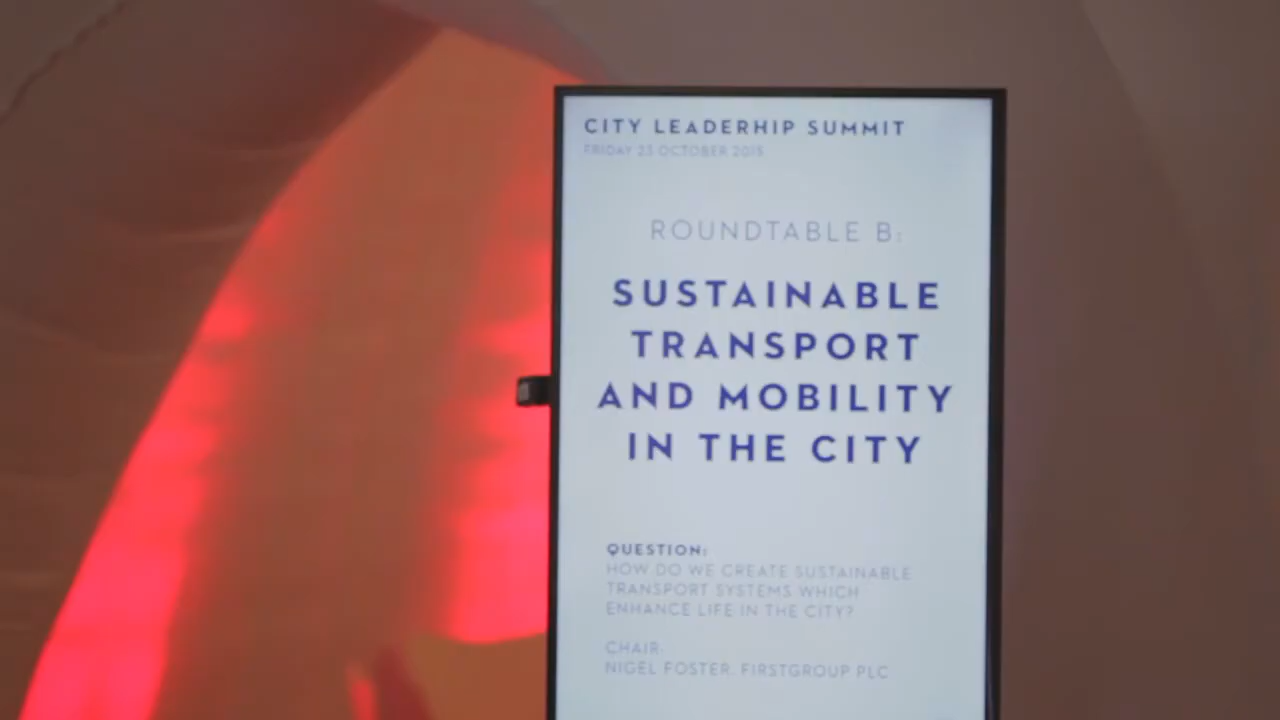 CITY LEADERHIP SUMMIT
FRIDAY 23 OCTOBER 2015
ROUNDTABLE B:
SUSTAINABLE
TRANSPORT
AND MOBILITY
IN THE CITY
QUESTION:
HOW DO WE CREATE SUSTAINABLE
TRANSPORT SYSTEMS WHICH
ENHANCE LIFE IN THE CITY?
CHAIR:
NIGEL FOSTER, FIRSTGROUP PLC